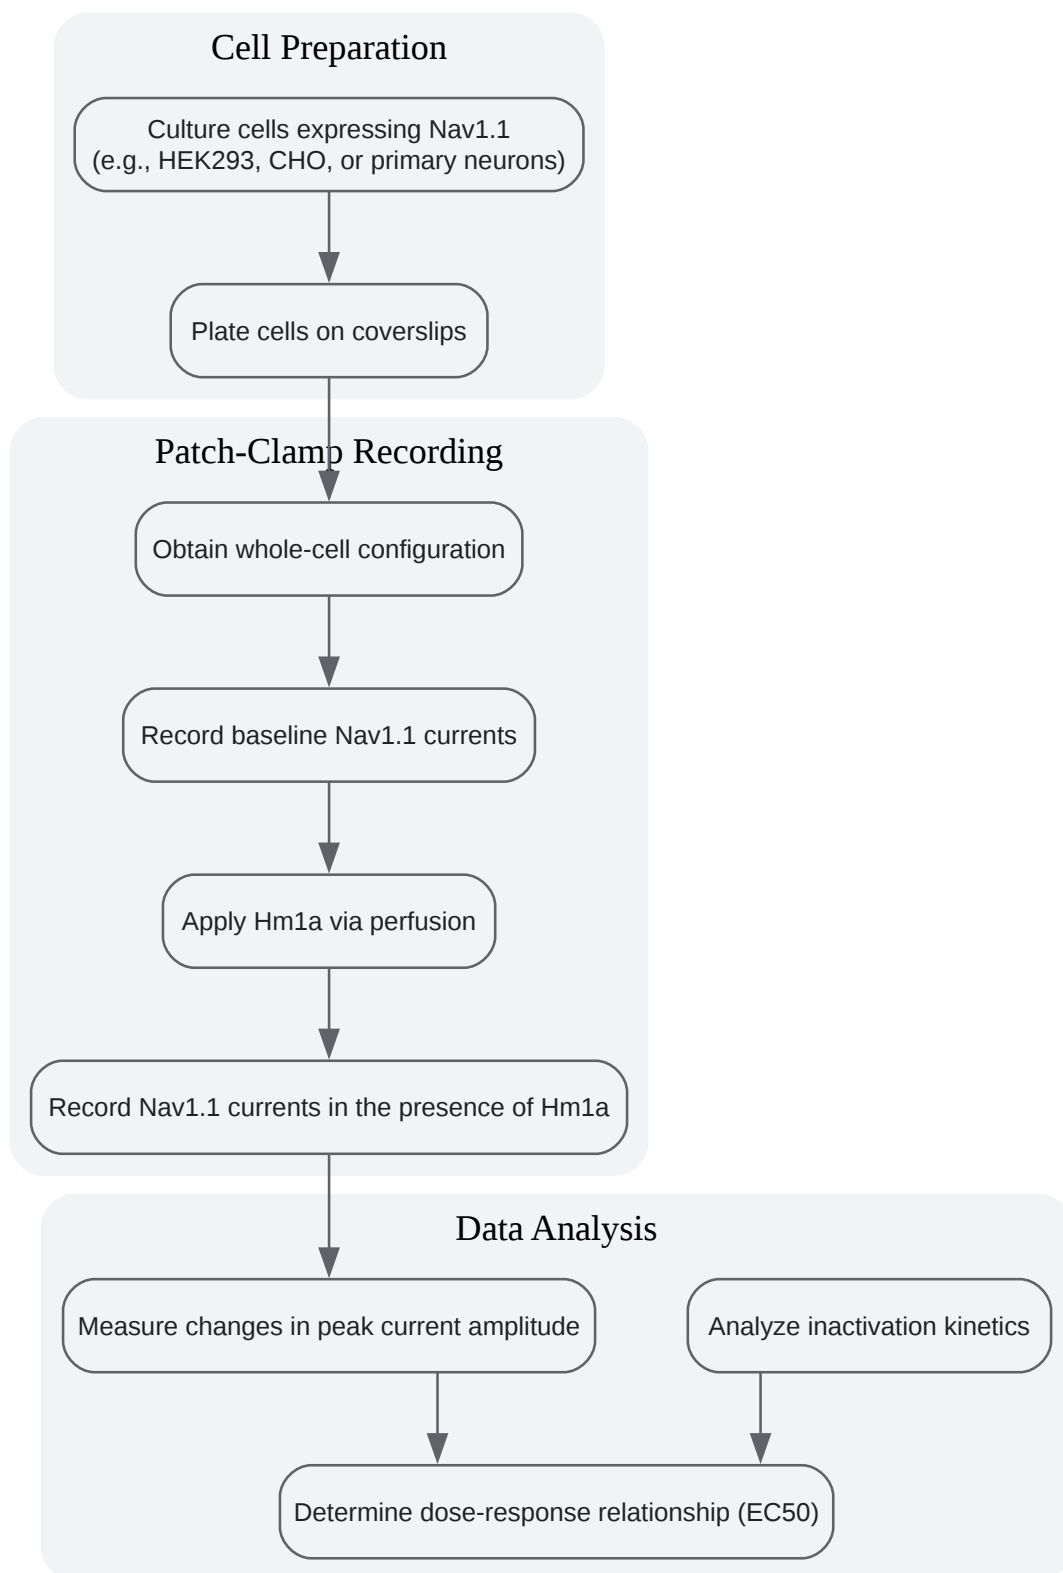 Cell Preparation
Culture cells expressing Nav1.1
(e.g., HEK293, CHO, or primary neurons)
Plate cells on coverslips
Patch-Clamp Recording
Obtain whole-cell configuration
Record baseline Nav1.1 currents
Apply Hm1a via perfusion
Record Nav1.1 currents in the presence of Hm1a
Data Analysis
Measure changes in peak current amplitude
Analyze inactivation kinetics
Determine dose-response relationship (EC50)